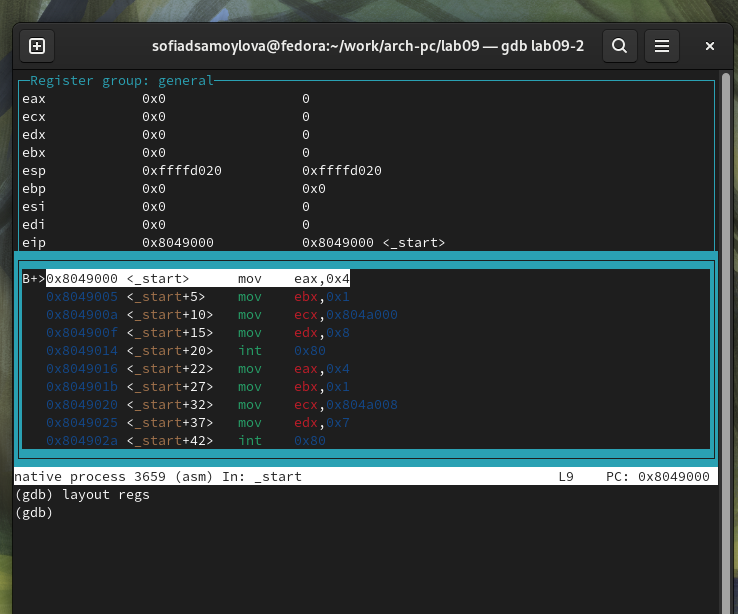 sofiadsamoylova@fedora:~/work/arch-pc/lab09 — gdb lab09-2
Register group: general
eax 0x0 0
ecx 0x0 0
edx 0x0 0
ebx 0x0 0
esp 0xffffd020 0xffffd020
ebp 0x0 0x0
esi 0x0 0
edi 0x0 0
eip 0x8049000 0x8049000 <_start>
B+>0x8049000 <_start> mov eax,0x4
0x8049005 <_start+5> mov ebx,0x1
0x804900a <_start+10> mov ecx,0x804a000
0x804900f <_start+15> mov edx,0x8
0x8049014 <_start+20> int 0x80
0x8049016 <_start+22> mov eax,0x4
0x804901b <_start+27> mov ebx,0x1
0x8049020 <_start+32> mov ecx,0x804a008
0x8049025 <_start+37> mov edx,0x7
0x804902a <_start+42> int 0x80
native process 3659 (asm) In: _start L9 PC: 0x8049000
(gdb) layout regs
(gdb)